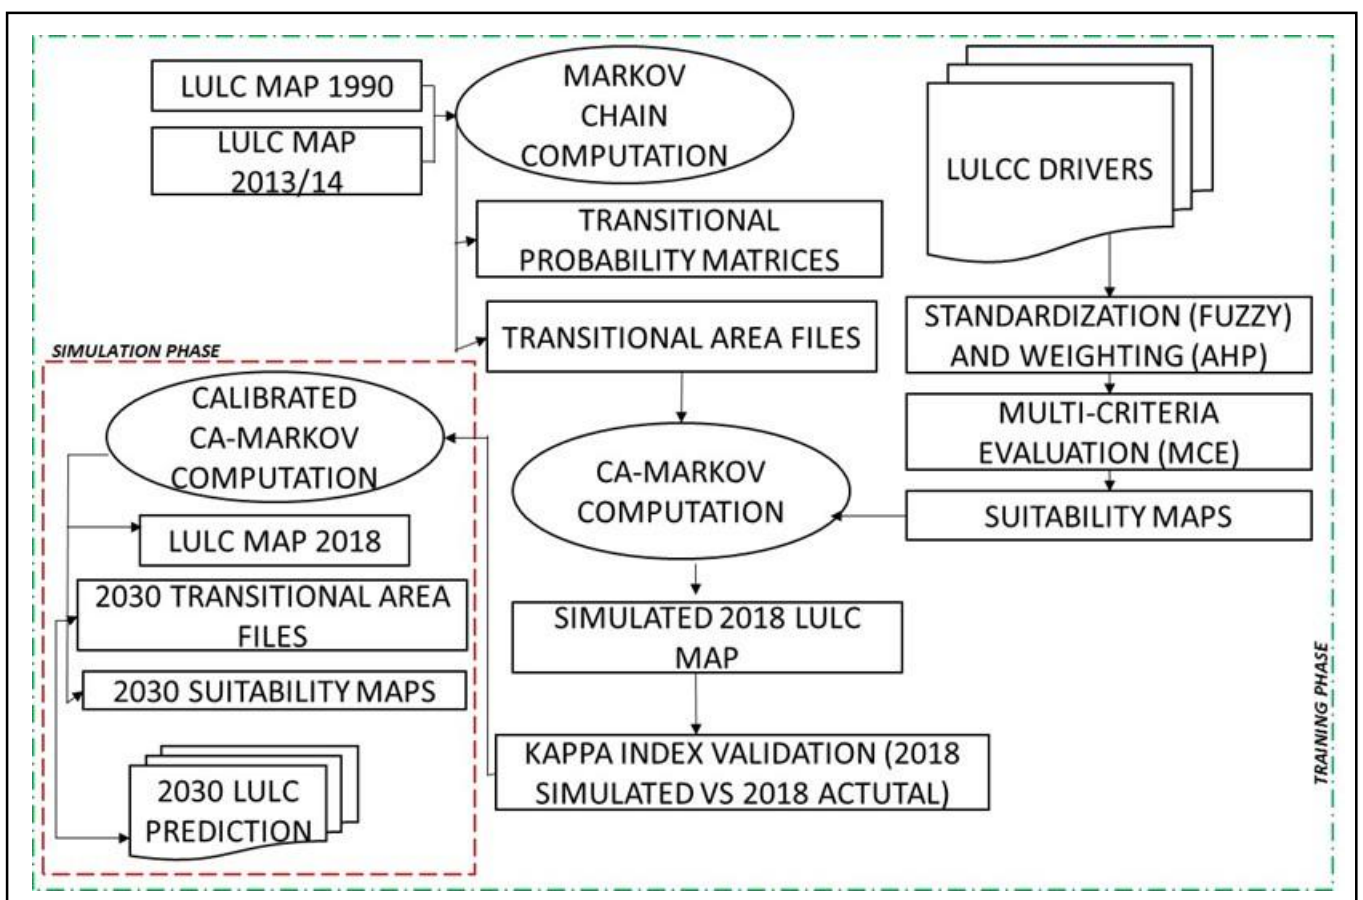 LULC MAP 1990
LULC MAP
2013/14
MARKOV
CHAIN
COMPUTATION
TRANSITIONAL
PROBABILITY MATRICES
TRANSITIONAL AREA FILES
LULCC DRIVERS
STANDARDIZATION (FUZZY)
AND WEIGHTING (AHP)
MULTI-CRITERIA
EVALUATION (MCE)
SUITABILITY MAPS
CA-MARKOV
COMPUTATION
SIMULATED 2018 LULC
MAP
KAPPA INDEX VALIDATION (2018
SIMULATED VS 2018 ACTUTAL)
SIMULATION PHASE
CALIBRATED
CA-MARKOV
COMPUTATION
LULC MAP 2018
2030 TRANSITIONAL AREA
FILES
2030 SUITABILITY MAPS
2030 LULC
PREDICTION
TRAINING PHASE